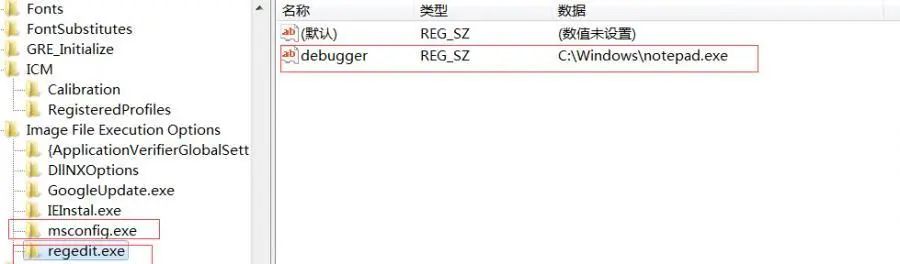 Fonts
FontSubstitutes
GRE_Initialize
ICM
Calibration
RegisteredProfiles
Image File Execution Options
{ApplicationVerifierGlobalSett
DllNXOptions
GoogleUpdate.exe
IEInstal.exe
msconfig.exe
regedit.exe
名称 类型 数据
ab (默认) REG_SZ (数值未设置)
ab debugger REG_SZ C:\Windows\notepad.exe